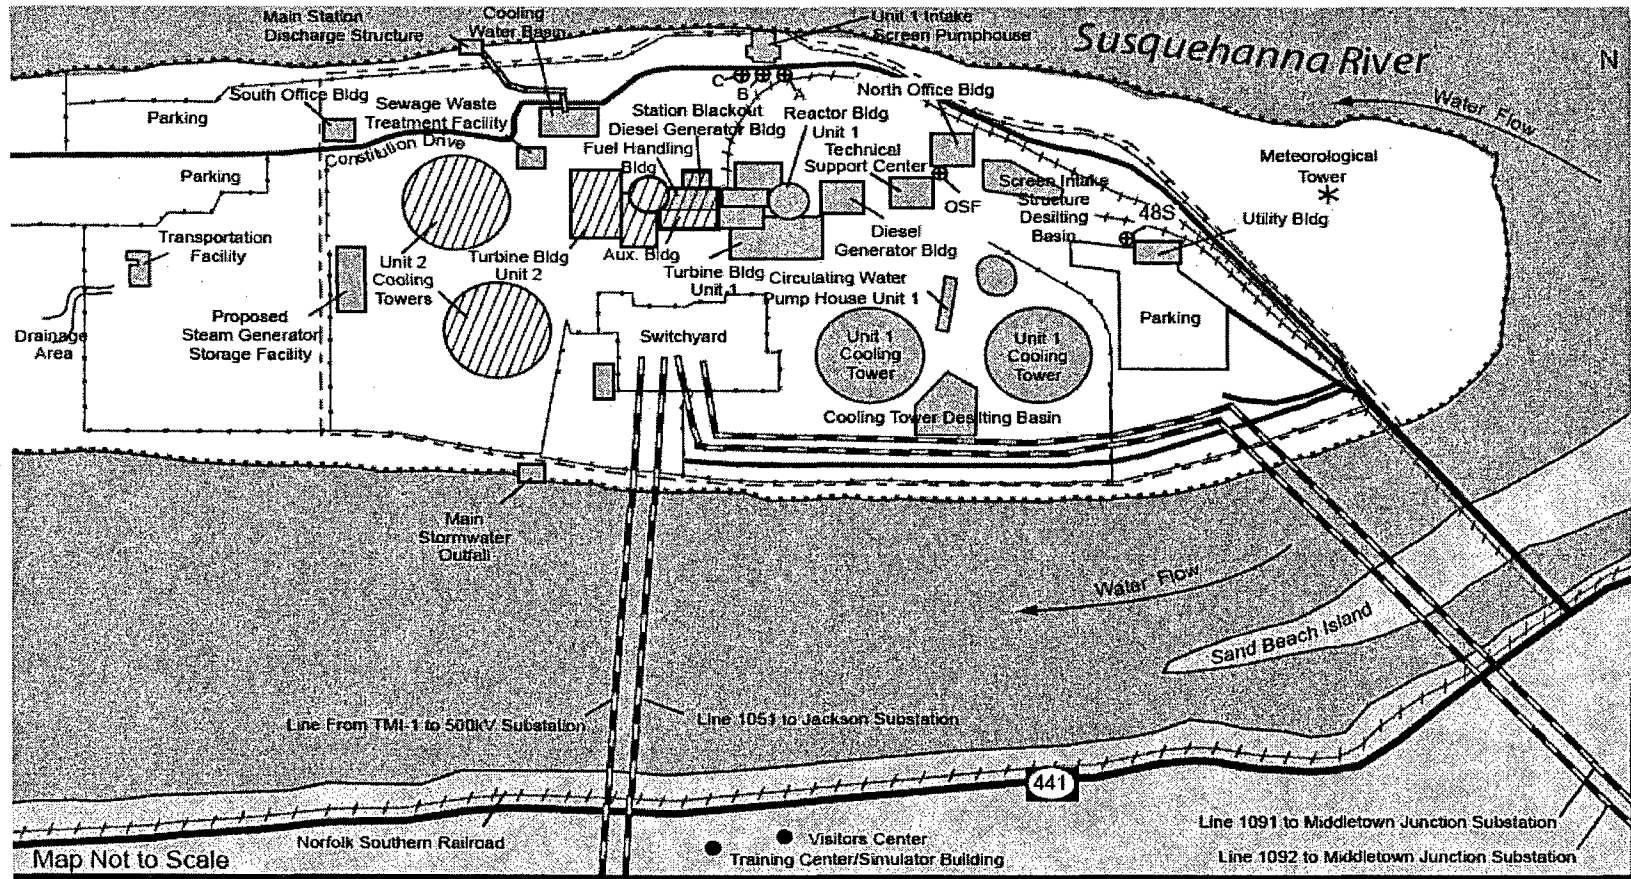 Main Station
Discharge Structure
Cooling
Water Basin
Unit 1 Intake
Screen Pumphouse
Susquehanna River
N
Water Flow
South Office Bldg
Parking
Sewage Waste
Treatment Facility
Constitution Drive
C
B
A
Station Blackout
Diesel Generator Bldg
Fuel Handling
Bldg
Reactor Bldg
Unit 1
Technical
Support Center
North Office Bldg
OSF
Screen Intake
Structure
Desilting
Basin
48S
Meteorological
Tower
Utility Bldg
Parking
Transportation
Facility
Drainage
Area
Proposed
Steam Generator
Storage Facility
Unit 2
Cooling
Towers
Turbine Bldg
Unit 2
Aux. Bldg
Turbine Bldg
Unit 1
Diesel
Generator Bldg
Circulating Water
Pump House Unit 1
Switchyard
Unit 1
Cooling
Tower
Unit 1
Cooling
Tower
Parking
Cooling Tower Desilting Basin
Main
Stormwater
Outfall
Water Flow
Sand Beach Island
Line From TMI-1 to 500kV Substation
Line 1051 to Jackson Substation
441
Norfolk Southern Railroad
Visitors Center
Training Center/Simulator Building
Line 1091 to Middletown Junction Substation
Line 1092 to Middletown Junction Substation
Map Not to Scale